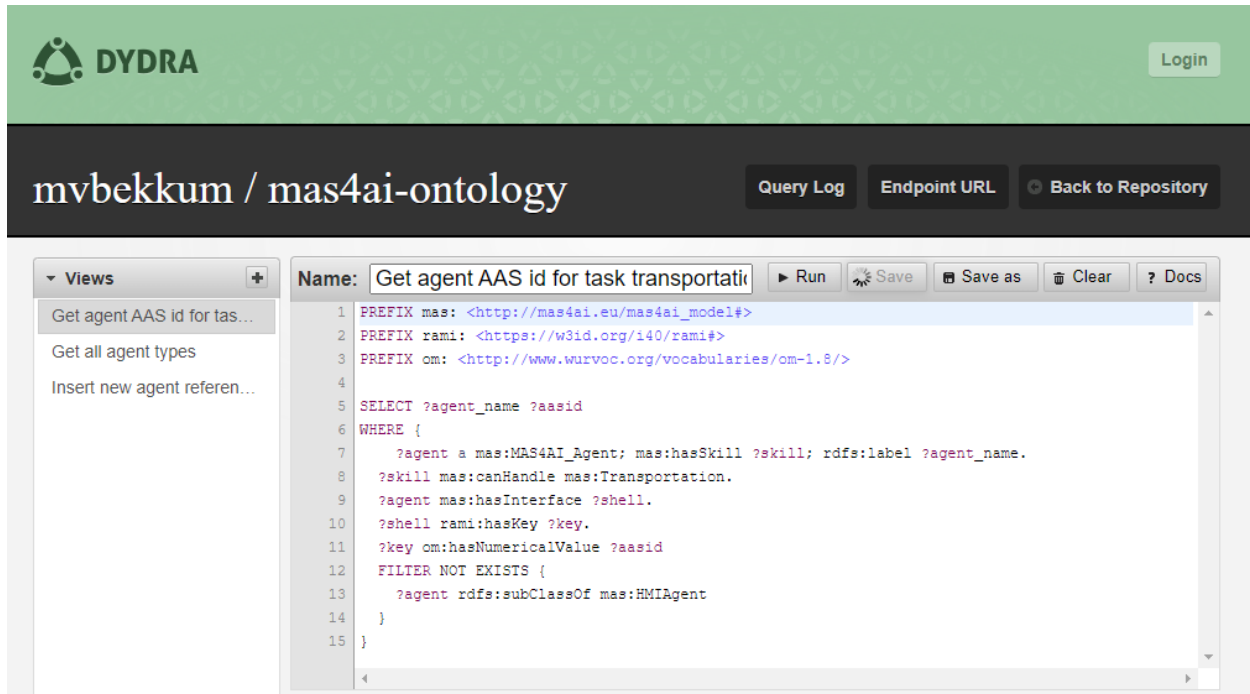 DYDRA
Login
mvbekkum / mas4ai-ontology
Query Log
Endpoint URL
Back to Repository
Views
Get agent AAS id for tas...
Get all agent types
Insert new agent referen...
Name: Get agent AAS id for task transportatio
Run
Save
Save as
Clear
? Docs
1 PREFIX mas: <http://mas4ai.eu/mas4ai_model#>
2 PREFIX rami: <https://w3id.org/i40/rami#>
3 PREFIX om: <http://www.wurvoc.org/vocabularies/om-1.8/>
4
5 SELECT ?agent_name ?aasid
6 WHERE {
7 ?agent a mas:MAS4AI_Agent; mas:hasSkill ?skill; rdfs:label ?agent_name.
8 ?skill mas:canHandle mas:Transportation.
9 ?agent mas:hasInterface ?shell.
10 ?shell rami:hasKey ?key.
11 ?key om:hasNumericalValue ?aasid
12 FILTER NOT EXISTS {
13 ?agent rdfs:subClassOf mas:HMIAgent
14 }
15 }